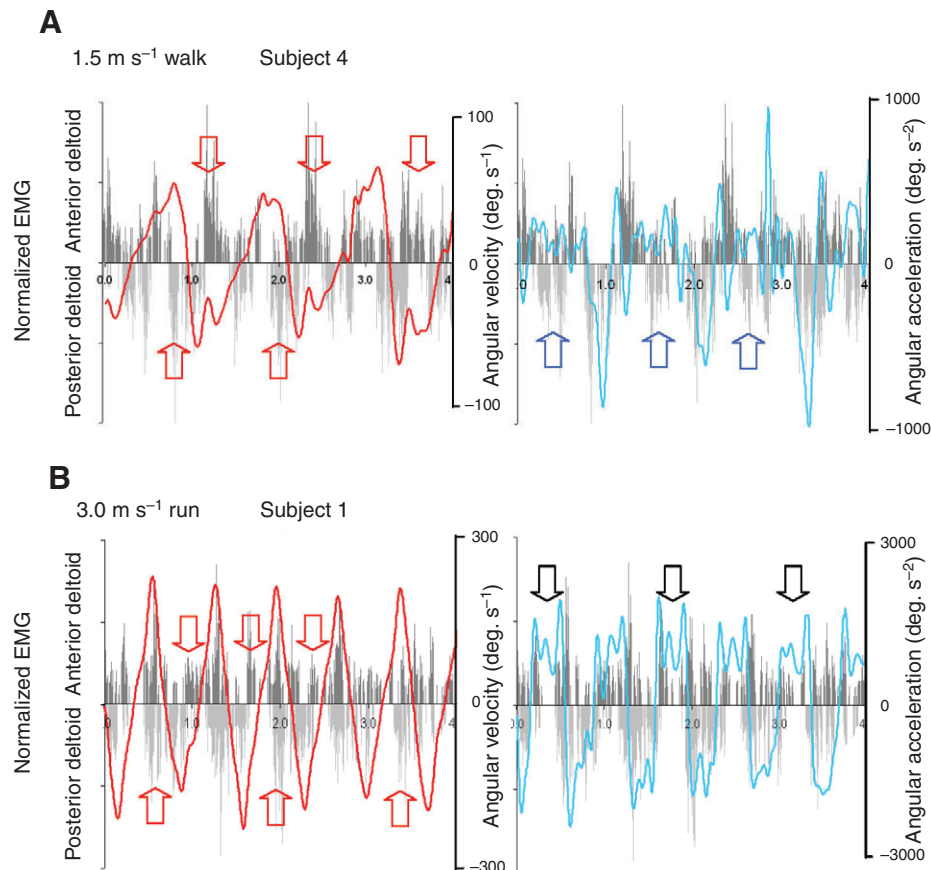 A
1.5 m s–1 walk Subject 4
Normalized EMG
Posterior deltoid Anterior deltoid
0.0 1.0 2.0 3.0 4
100
0
–100
Angular velocity (deg. s–1)
.0 1.0 2.0 3.0 4.
1000
0
–1000
Angular acceleration (deg. s–2)
B
3.0 m s–1 run Subject 1
Normalized EMG
Posterior deltoid Anterior deltoid
.0 1.0 2.0 3.0 4
300
0
–300
Angular velocity (deg. s–1)
0.0 1.0 2.0 3.0 4
3000
0
–3000
Angular acceleration (deg. s–2)